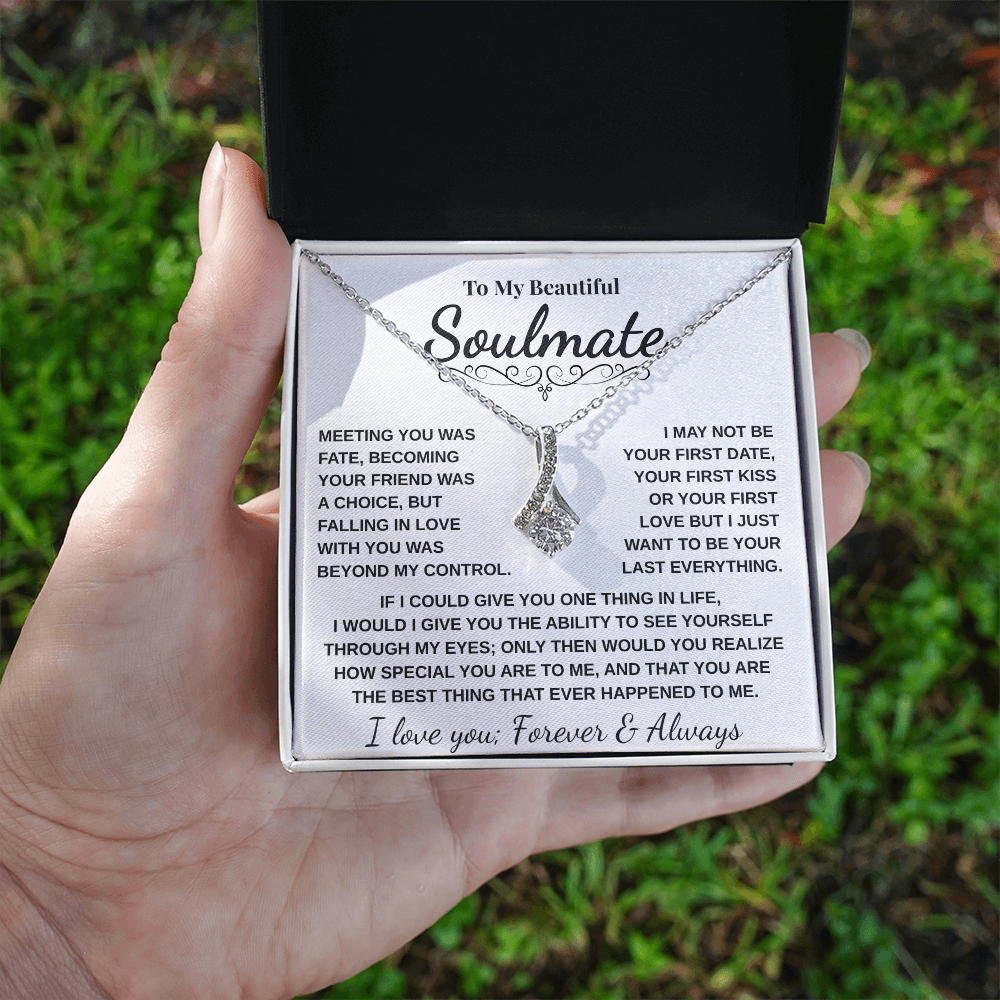 To My Beautiful
Soulmate
MEETING YOU WAS
FATE, BECOMING
YOUR FRIEND WAS
A CHOICE, BUT
FALLING IN LOVE
WITH YOU WAS
BEYOND MY CONTROL.
I MAY NOT BE
YOUR FIRST DATE,
YOUR FIRST KISS
OR YOUR FIRST
LOVE BUT I JUST
WANT TO BE YOUR
LAST EVERYTHING.
IF I COULD GIVE YOU ONE THING IN LIFE,
I WOULD I GIVE YOU THE ABILITY TO SEE YOURSELF
THROUGH MY EYES; ONLY THEN WOULD YOU REALIZE
HOW SPECIAL YOU ARE TO ME, AND THAT YOU ARE
THE BEST THING THAT EVER HAPPENED TO ME.
I love you; Forever & Always